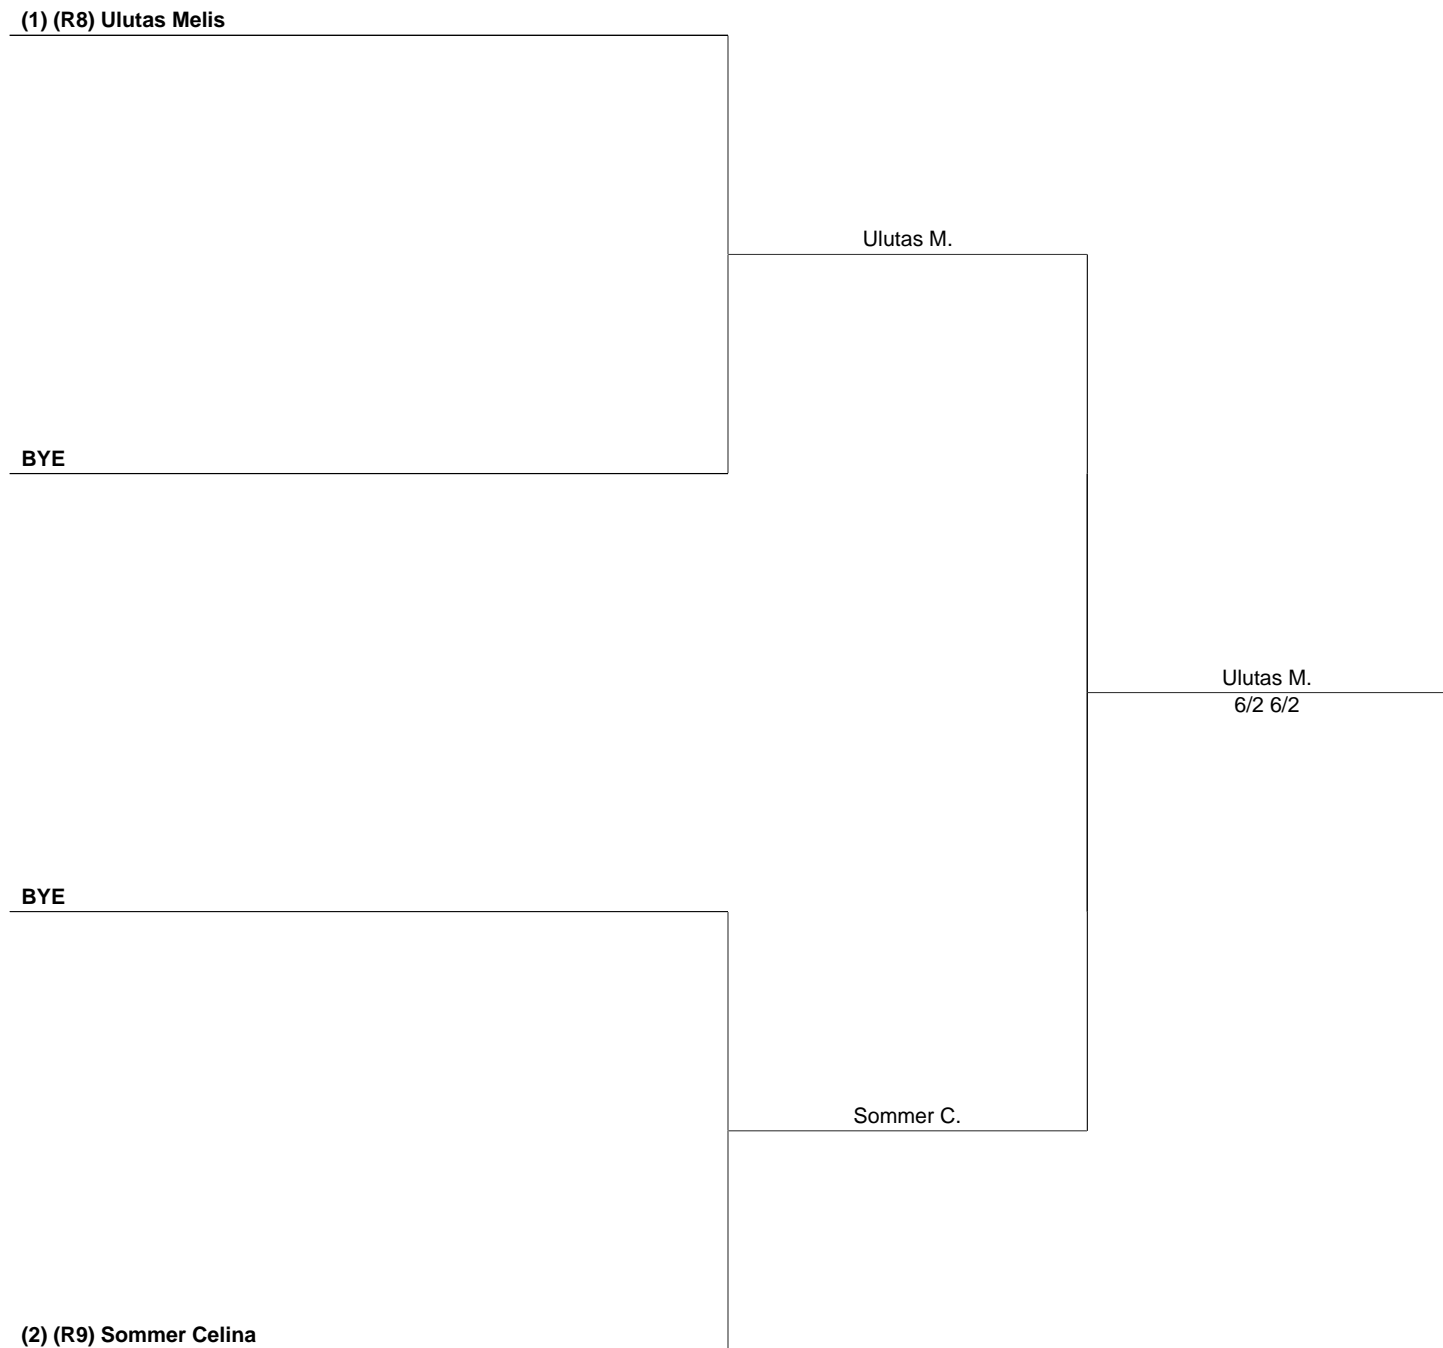 (1) (R8) Ulutas Melis
Ulutas M.
BYE
Ulutas M.
6/2 6/2
BYE
Sommer C.
(2) (R9) Sommer Celina